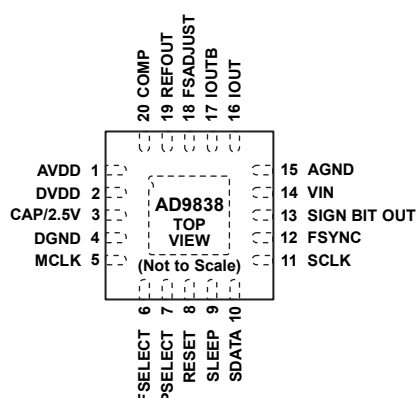 20 COMP
19 REFOUT
18 FSADJUST
17 IOUTB
16 IOUT
AVDD 1
DVDD 2
CAP/2.5V 3
DGND 4
MCLK 5
AD9838
TOP
VIEW
(Not to Scale)
15 AGND
14 VIN
13 SIGN BIT OUT
12 FSYNC
11 SCLK
FSELECT 6
PSELECT 7
RESET 8
SLEEP 9
SDATA 10